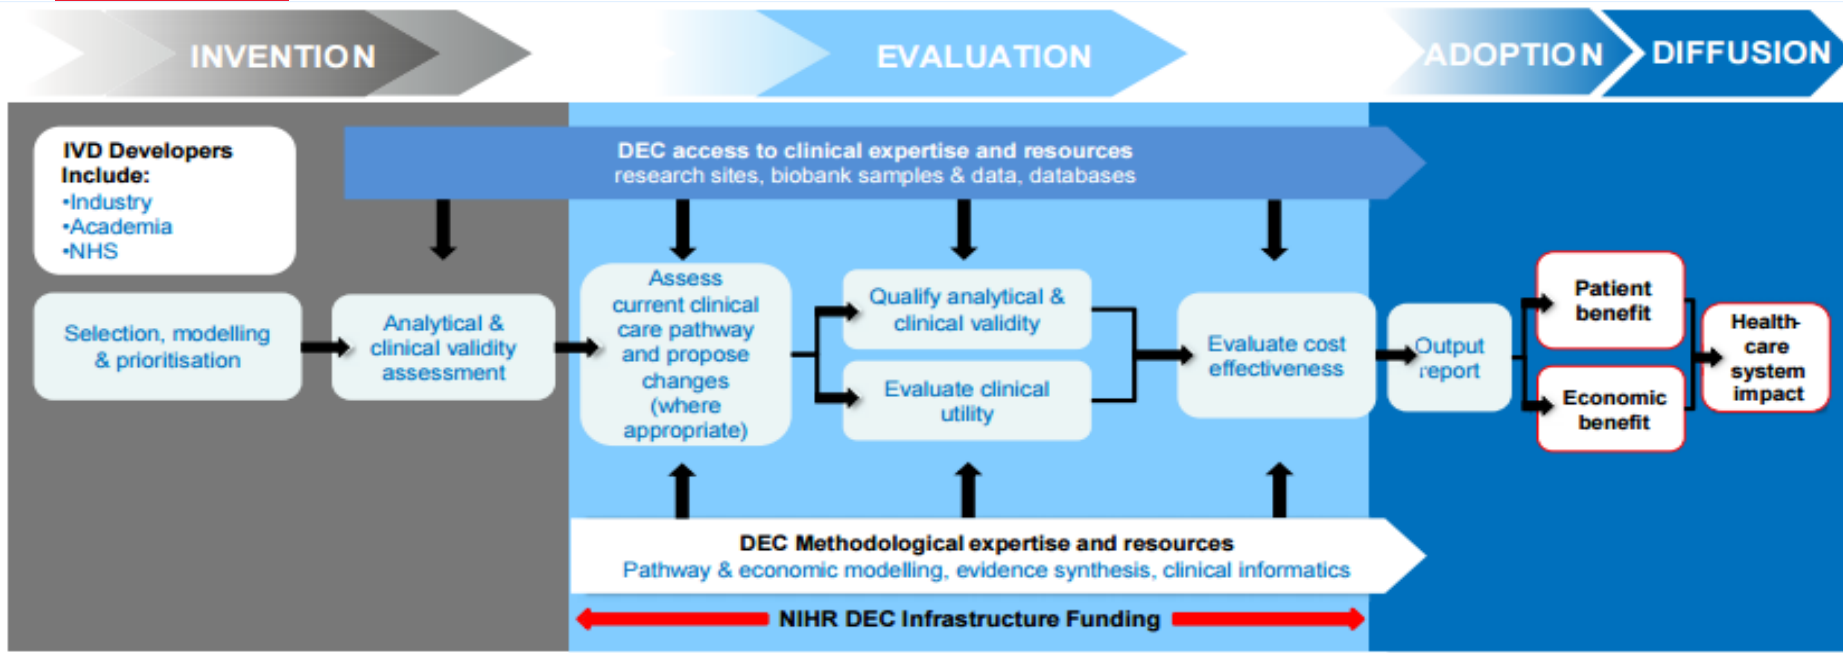 INVENTION
EVALUATION
ADOPTION
DIFFUSION
IVD Developers
Include:
•Industry
•Academia
•NHS
DEC access to clinical expertise and resources
research sites, biobank samples & data, databases
Selection, modelling
& prioritisation
Analytical &
clinical validity
assessment
Assess
current clinical
care pathway
and propose
changes
(where
appropriate)
Qualify analytical &
clinical validity
Evaluate clinical
utility
Evaluate cost
effectiveness
Output
report
Patient
benefit
Economic
benefit
Health-
care
system
impact
DEC Methodological expertise and resources
Pathway & economic modelling, evidence synthesis, clinical informatics
NIHR DEC Infrastructure Funding